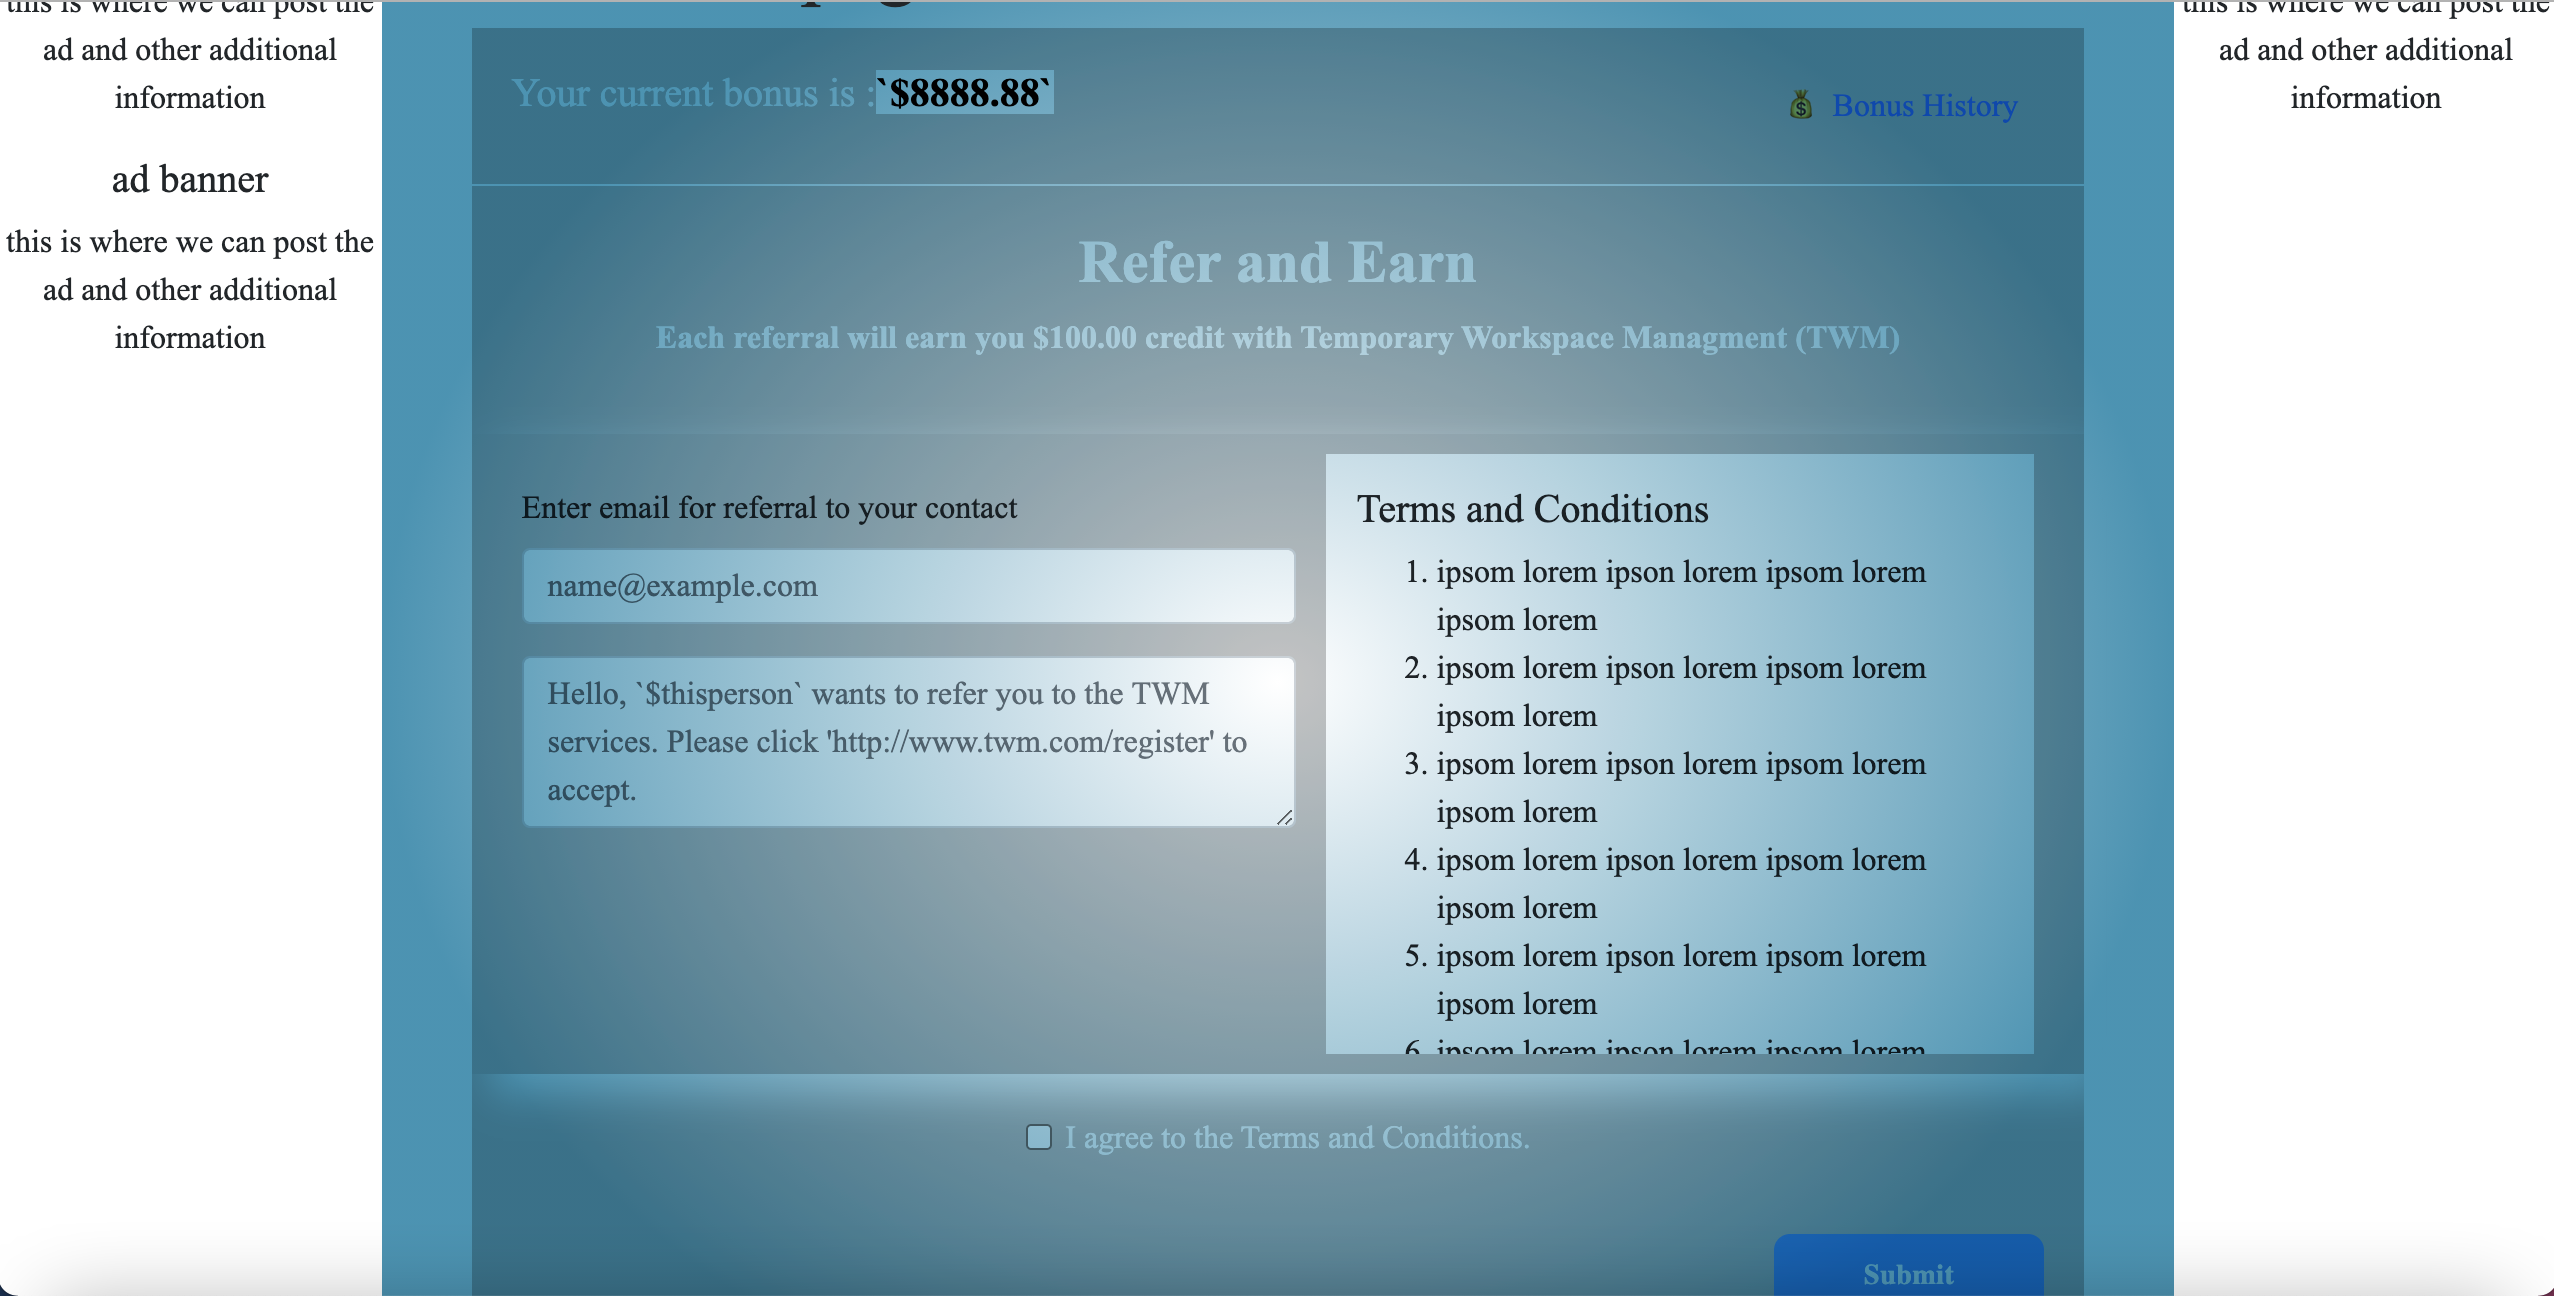 this is where we can post the
ad and other additional
information
ad banner
this is where we can post the
ad and other additional
information
Your current bonus is :`$8888.88`
Bonus History
Refer and Earn
Each referral will earn you $100.00 credit with Temporary Workspace Managment (TWM)
Enter email for referral to your contact
name@example.com
Hello, `$thisperson` wants to refer you to the TWM
services. Please click 'http://www.twm.com/register' to
accept.
Terms and Conditions
1. ipsom lorem ipson lorem ipsom lorem
ipsom lorem
2. ipsom lorem ipson lorem ipsom lorem
ipsom lorem
3. ipsom lorem ipson lorem ipsom lorem
ipsom lorem
4. ipsom lorem ipson lorem ipsom lorem
ipsom lorem
5. ipsom lorem ipson lorem ipsom lorem
ipsom lorem
6. ipsom lorem ipson lorem ipsom lorem
I agree to the Terms and Conditions.
Submit
this is where we can post the
ad and other additional
information